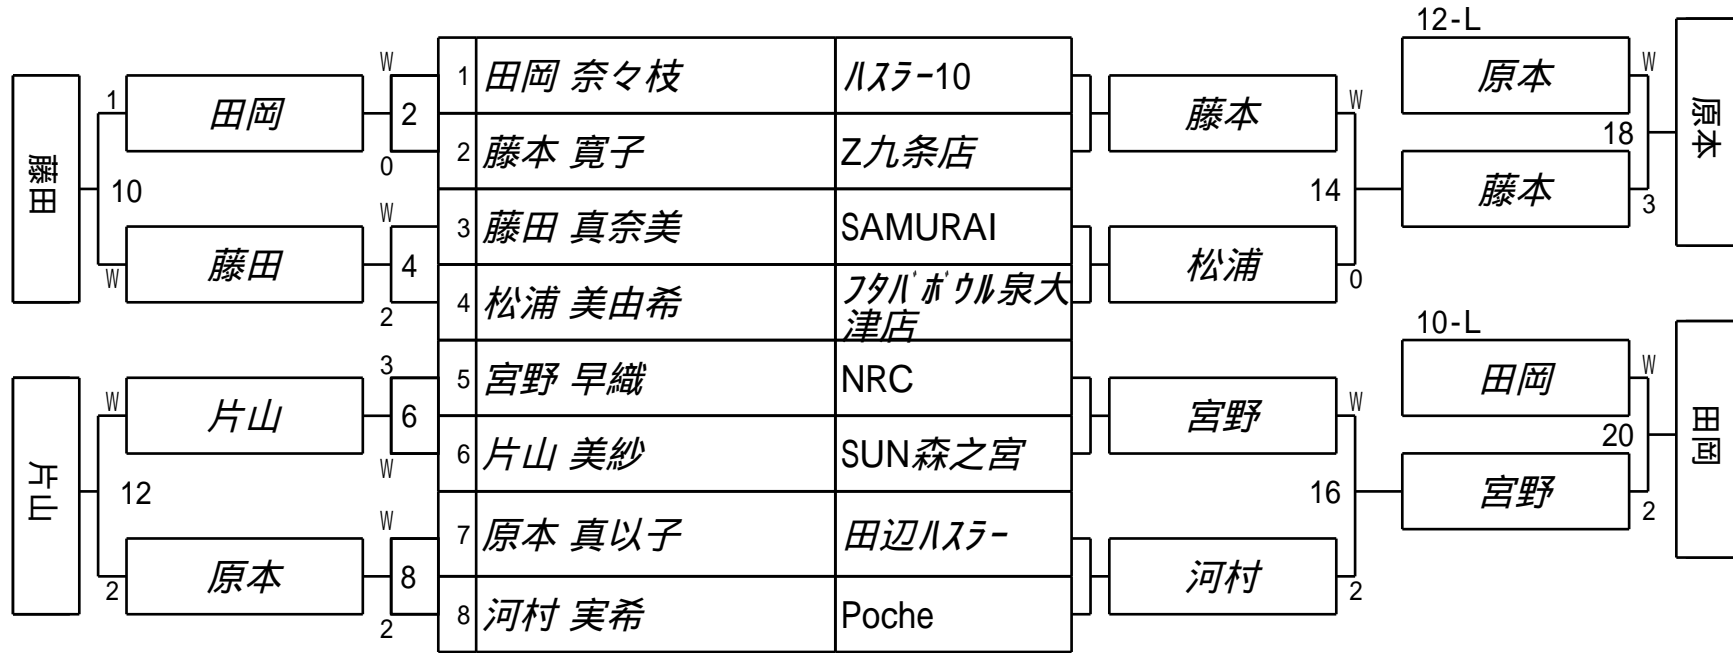 12-L
W
1 田岡 奈々枝 ﾊｽﾗｰ10
原本
W
1
田岡
2
藤本
W
原本
18
2 藤本 寛子 Z九条店
0
藤田
10
14
藤本
3
W
3 藤田 真奈美 SAMURAI
藤田
4
松浦
W
0
4 松浦 美由希 ﾌﾀﾊﾞﾎﾞｳﾙ泉大
津店
2
10-L
3
5 宮野 早織 NRC
田岡
W
W
片山
6
宮野
W
田岡
20
6 片山 美紗 SUN森之宮
W
片山
12
16
宮野
2
W
7 原本 真以子 田辺ﾊｽﾗｰ
原本
8
河村
2
2
8 河村 実希 Poche
2